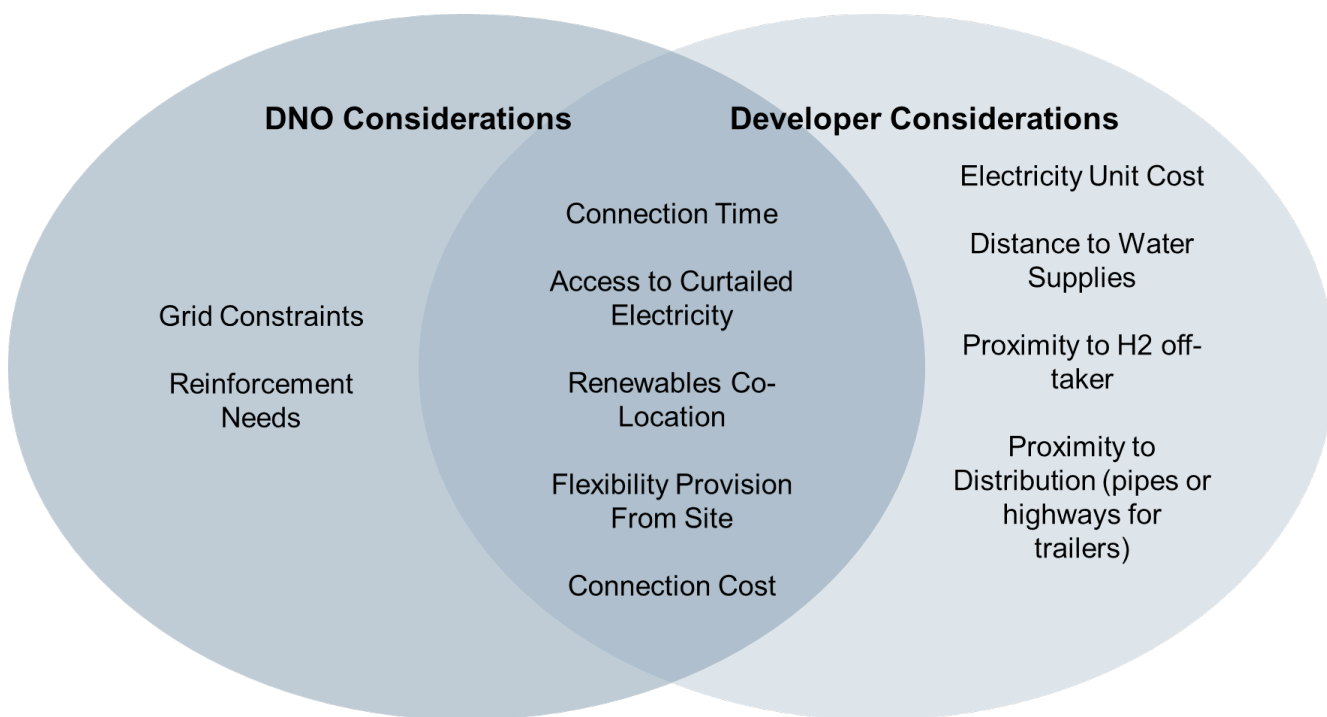 DNO Considerations
Developer Considerations
Grid Constraints
Reinforcement
Needs
Connection Time
Access to Curtailed
Electricity
Renewables Co-
Location
Flexibility Provision
From Site
Connection Cost
Electricity Unit Cost
Distance to Water
Supplies
Proximity to H2 off-
taker
Proximity to
Distribution (pipes or
highways for
trailers)